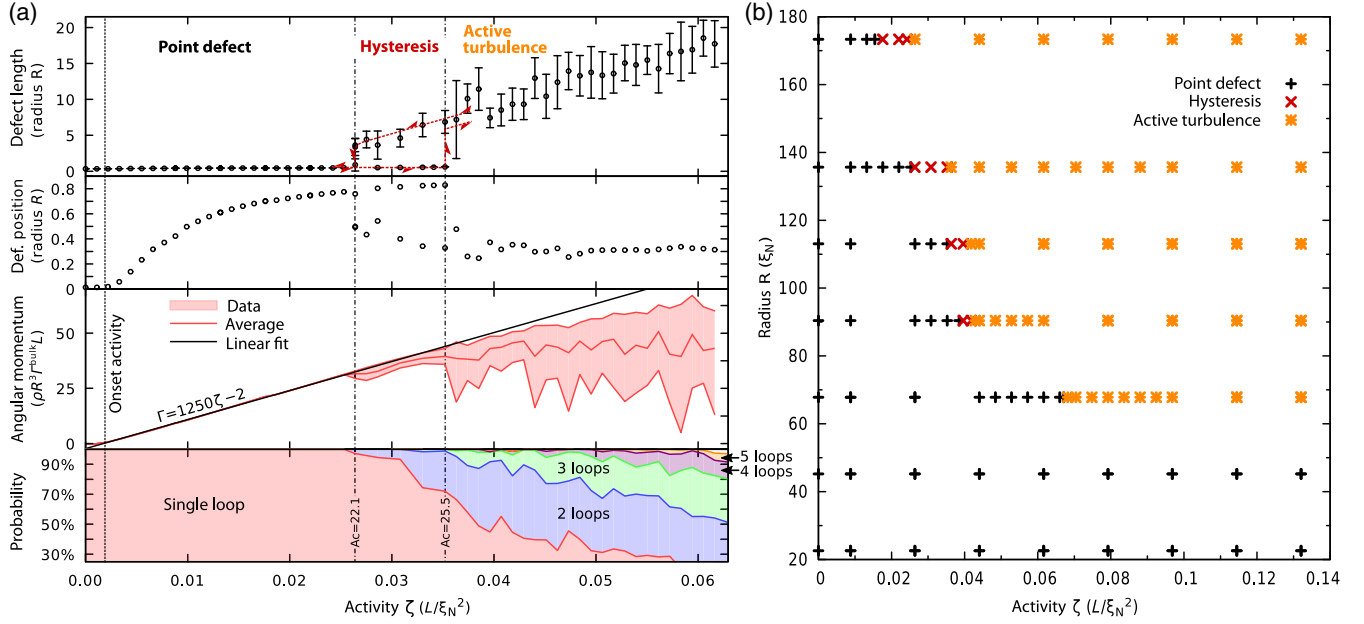 (a)
Point defect
Hysteresis
Active
turbulence
Defect length
(radius R)
20
15
10
5
0
Def. position
(radius R)
0.8
0.6
0.4
0.2
0
Angular momentum
(ρR³ΓᵇᵘˡᵏL)
50
25
0
Data
Average
Linear fit
Onset activity
Γ=1250ζ−2
Probability
90%
70%
50%
30%
Single loop
2 loops
3 loops
5 loops
4 loops
Ac=22.1
Ac=25.5
0.00 0.01 0.02 0.03 0.04 0.05 0.06
Activity ζ (L/ξN²)
(b)
Radius R (ξN)
180
160
140
120
100
80
60
40
20
Point defect
Hysteresis
Active turbulence
0 0.02 0.04 0.06 0.08 0.1 0.12 0.14
Activity ζ (L/ξN²)